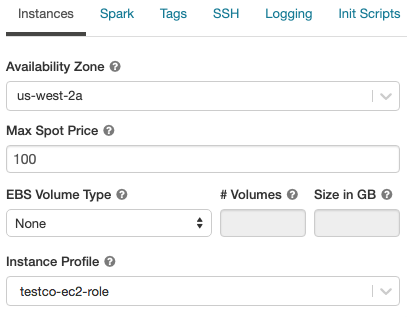 Instances Spark Tags SSH Logging Init Scripts
Availability Zone ?
us-west-2a
Max Spot Price ?
100
EBS Volume Type ? # Volumes ? Size in GB ?
None
Instance Profile ?
testco-ec2-role